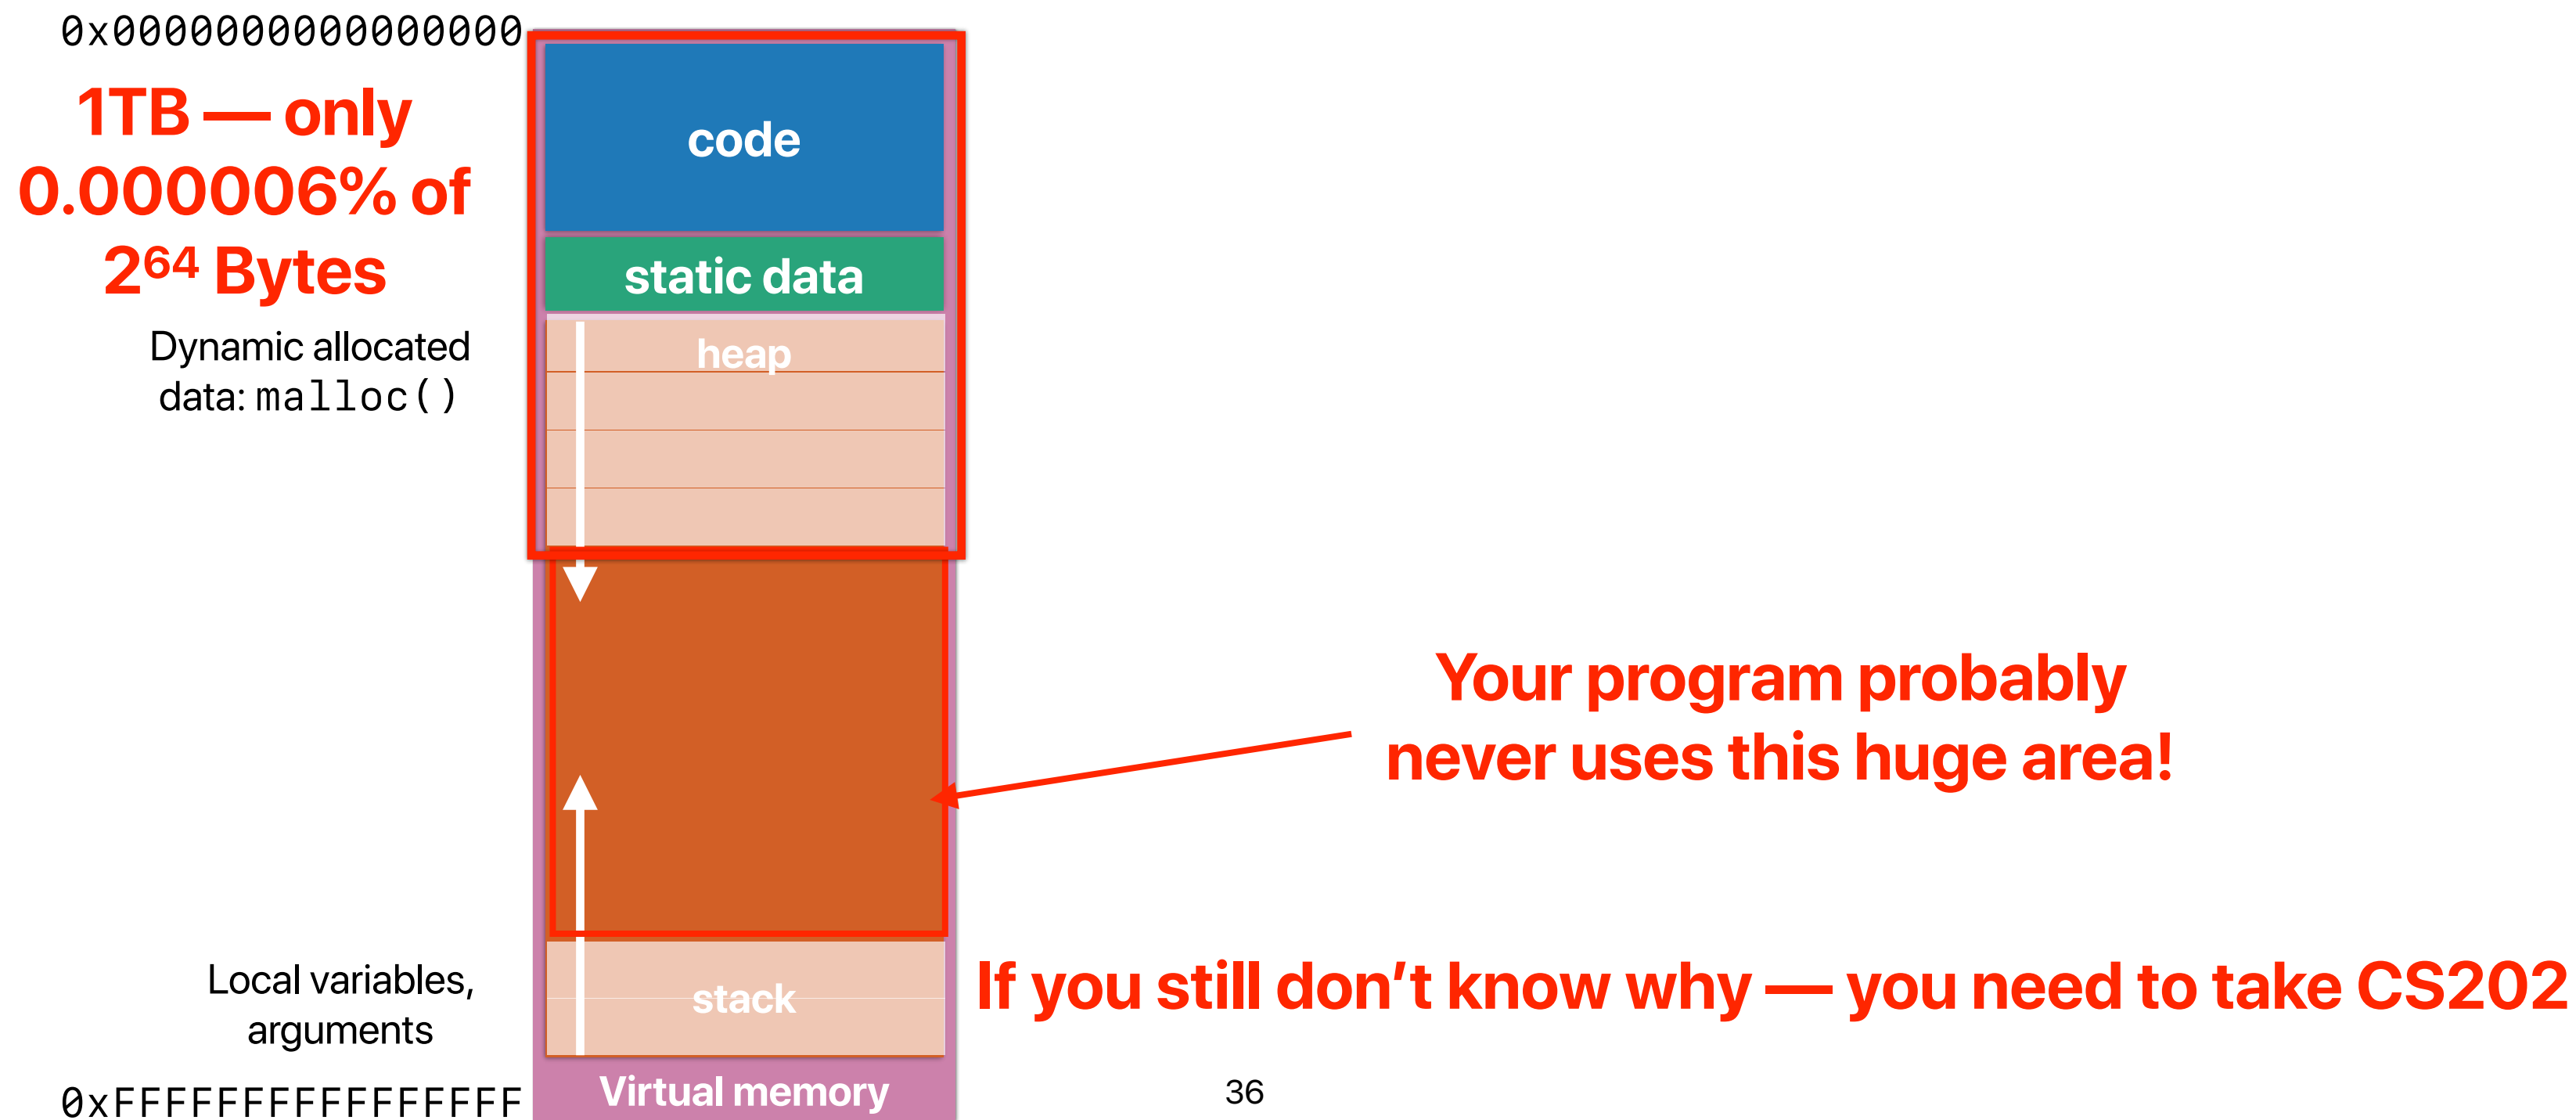 0x0000000000000000
1TB — only
0.000006% of
2⁶⁴ Bytes
code
static data
heap
Dynamic allocated
data: malloc()
Your program probably
never uses this huge area!
Local variables,
arguments
stack
If you still don’t know why — you need to take CS202
0xFFFFFFFFFFFFFFFF
Virtual memory
36